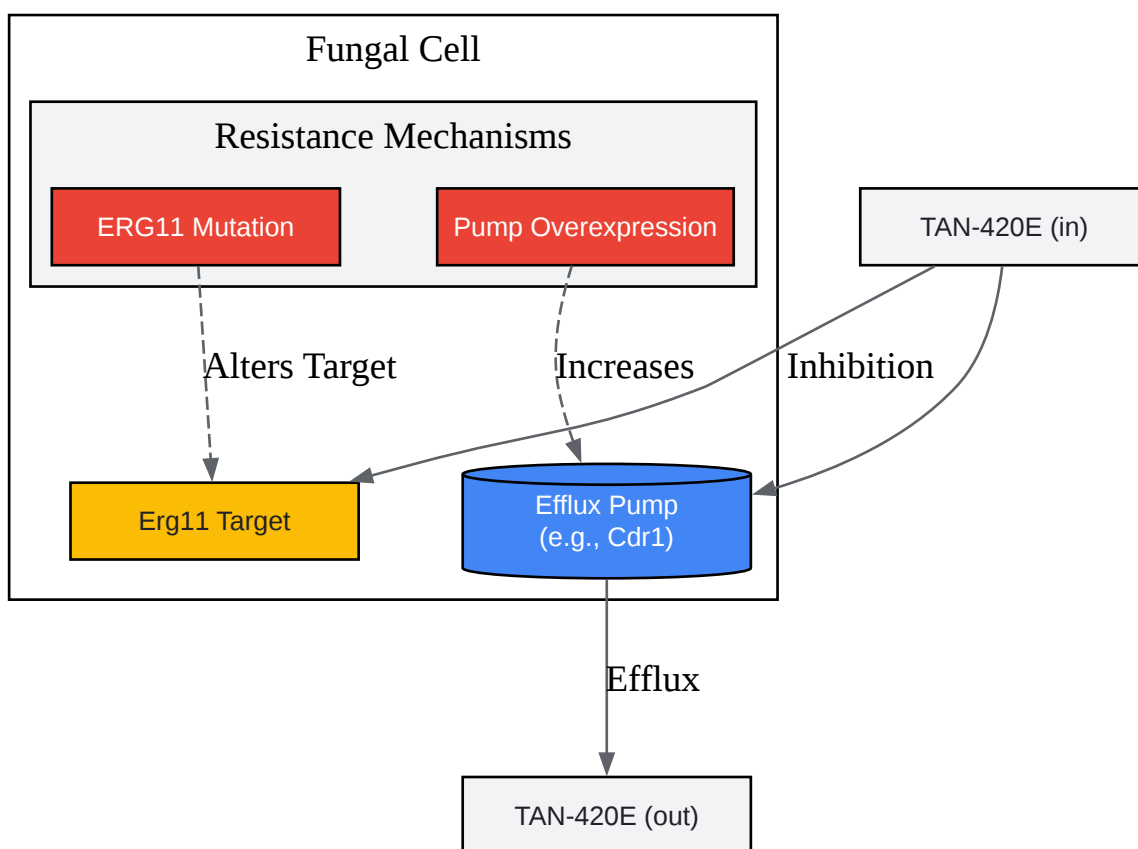 Fungal Cell
Resistance Mechanisms
ERG11 Mutation
Pump Overexpression
TAN-420E (in)
Alters Target
Increases
Inhibition
Erg11 Target
Efflux Pump
(e.g., Cdr1)
Efflux
TAN-420E (out)